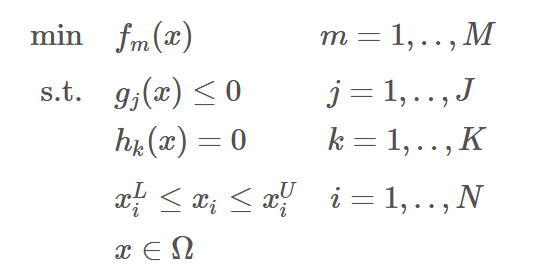 min f_m(x) m = 1,..,M
s.t. g_j(x) ≤ 0 j = 1,..,J
h_k(x) = 0 k = 1,..,K
x_i^L ≤ x_i ≤ x_i^U i = 1,..,N
x ∈ Ω